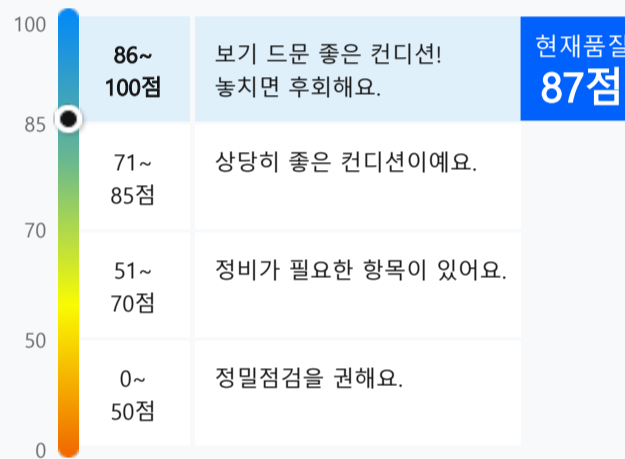 100
86~
100점
보기 드문 좋은 컨디션!
놓치면 후회해요.
현재품질
87점
85
71~
85점
상당히 좋은 컨디션이예요.
70
51~
70점
정비가 필요한 항목이 있어요.
50
0~
50점
정밀점검을 권해요.
0